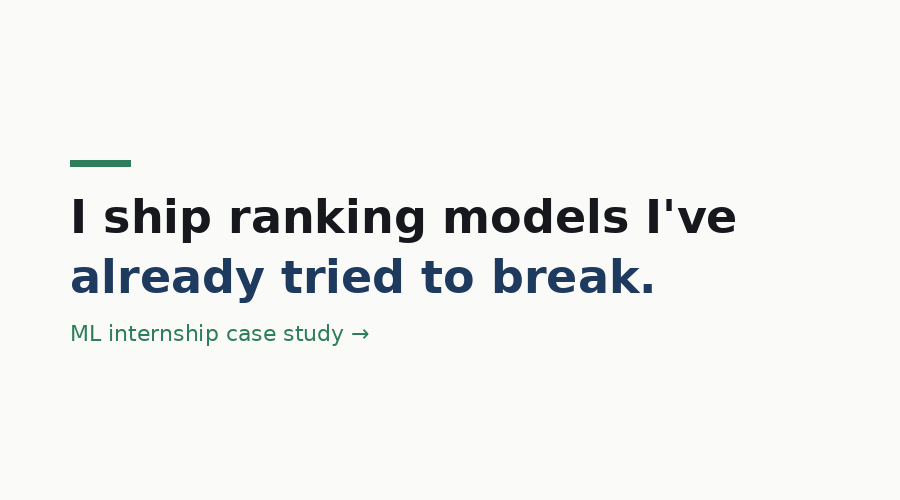 I ship ranking models I've
already tried to break.
ML internship case study →